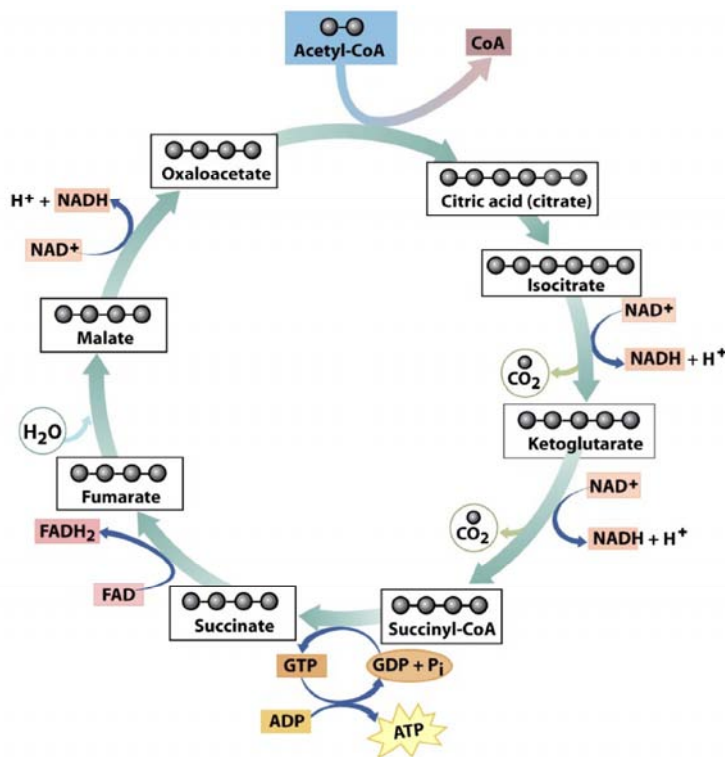 Acetyl-CoA
CoA
Oxaloacetate
Citric acid (citrate)
H⁺ + NADH
NAD⁺
Isocitrate
NAD⁺
Malate
CO₂
NADH + H⁺
H₂O
Ketoglutarate
Fumarate
NAD⁺
FADH₂
CO₂
NADH + H⁺
FAD
Succinate
Succinyl-CoA
GTP
GDP + Pᵢ
ADP
ATP